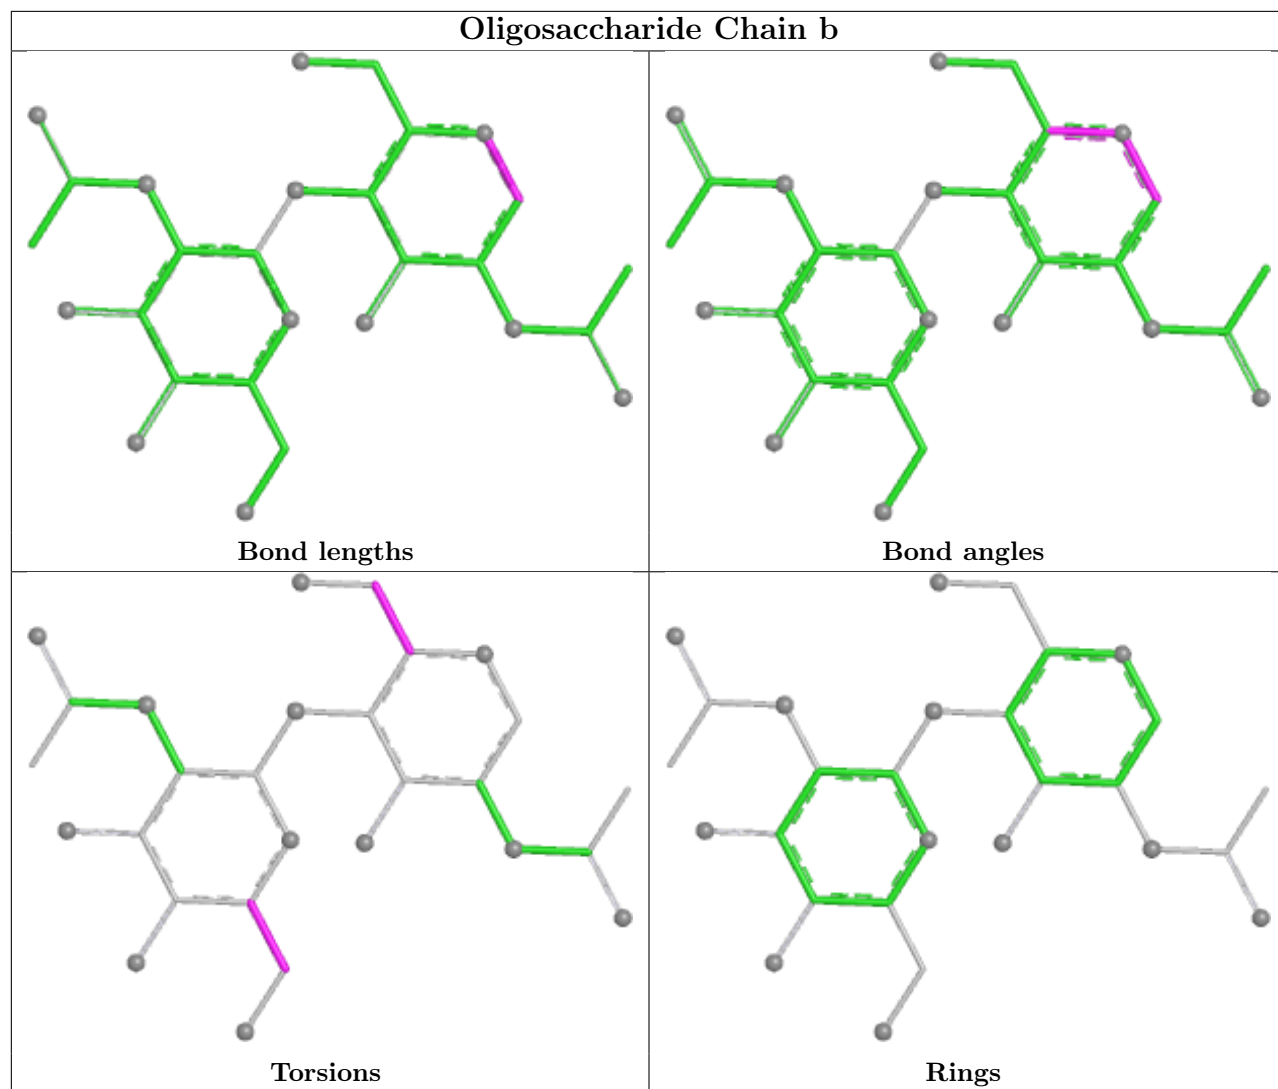 Oligosaccharide Chain b
Bond lengths
Bond angles
Torsions
Rings